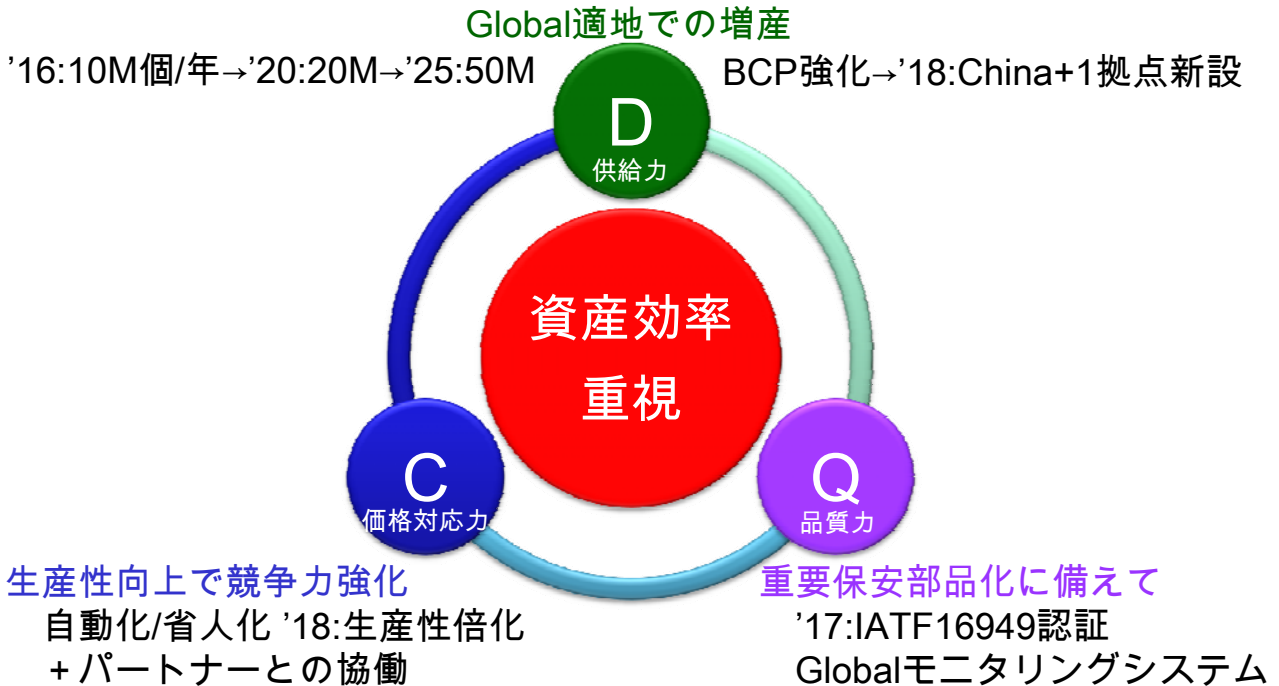 Global適地での増産
’16:10M個/年→’20:20M→’25:50M
BCP強化→’18:China+1拠点新設
D
供給力
資産効率
重視
C
価格対応力
Q
品質力
生産性向上で競争力強化
自動化/省人化 ’18:生産性倍化
+パートナーとの協働
重要保安部品化に備えて
’17:IATF16949認証
Globalモニタリングシステム